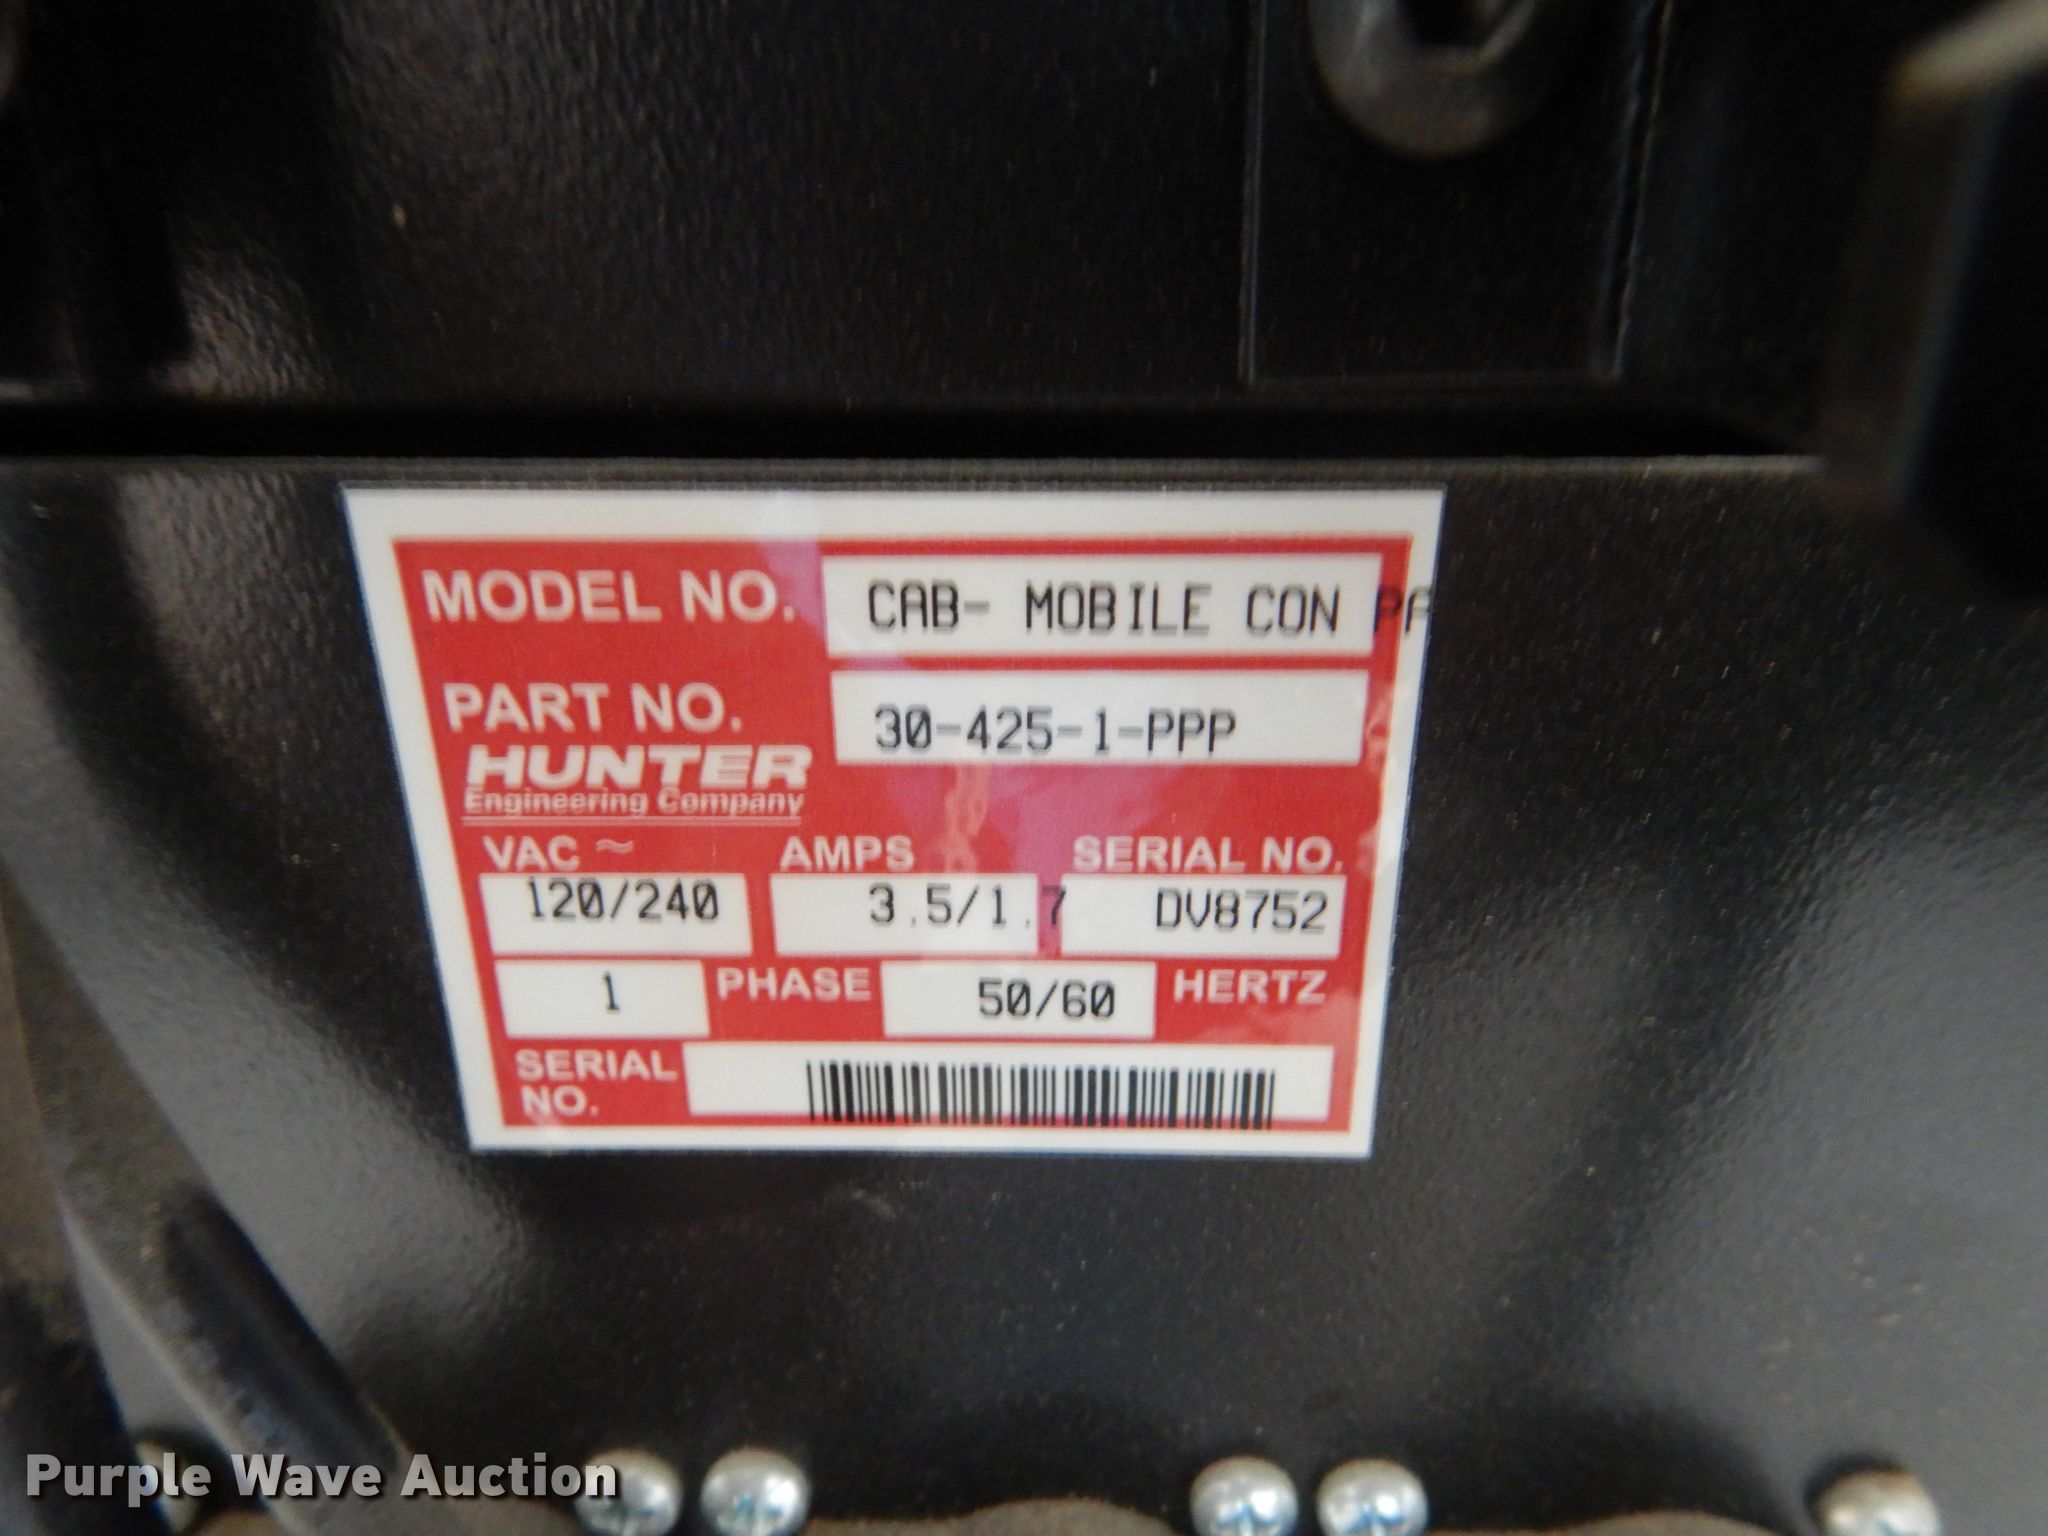 MODEL NO. CAB- MOBILE CON PA
PART NO. 30-425-1-PPP
HUNTER
Engineering Company
VAC ~ AMPS SERIAL NO.
120/240 3.5/1.7 DV8752
1 PHASE 50/60 HERTZ
SERIAL
NO.
Purple Wave Auction